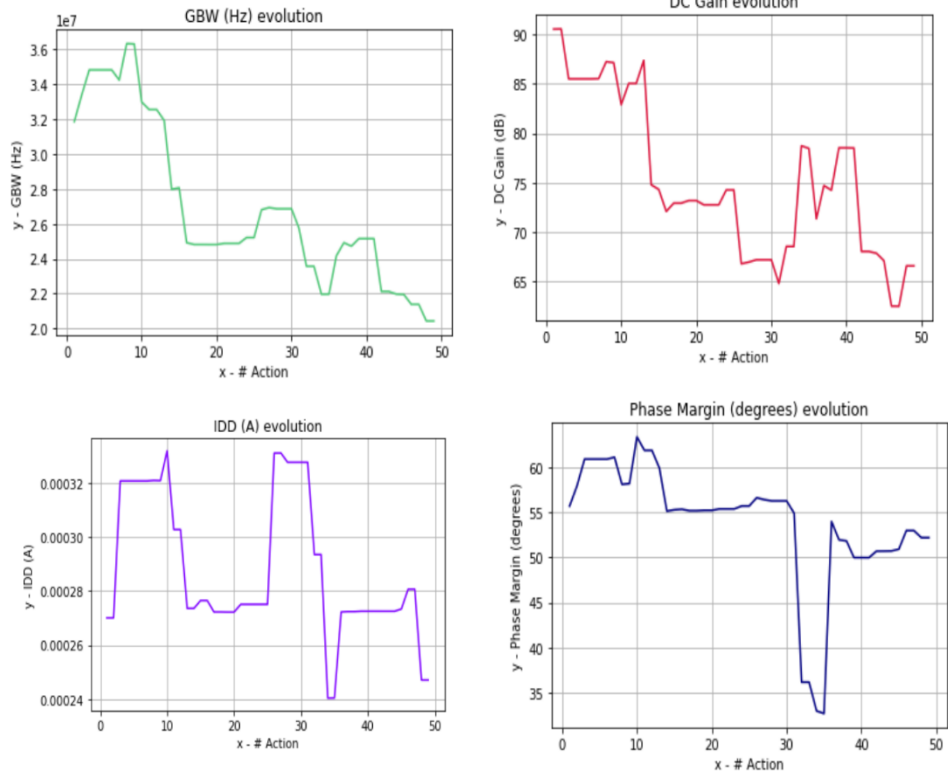 GBW (Hz) evolution
1e7
3.6
3.4
3.2
3.0
2.8
2.6
2.4
2.2
2.0
y - GBW (Hz)
0 10 20 30 40 50
x - # Action
DC Gain evolution
90
85
80
75
70
65
y - DC Gain (dB)
0 10 20 30 40 50
x - # Action
IDD (A) evolution
0.00032
0.00030
0.00028
0.00026
0.00024
y - IDD (A)
0 10 20 30 40 50
x - # Action
Phase Margin (degrees) evolution
60
55
50
45
40
35
y - Phase Margin (degrees)
0 10 20 30 40 50
x - # Action